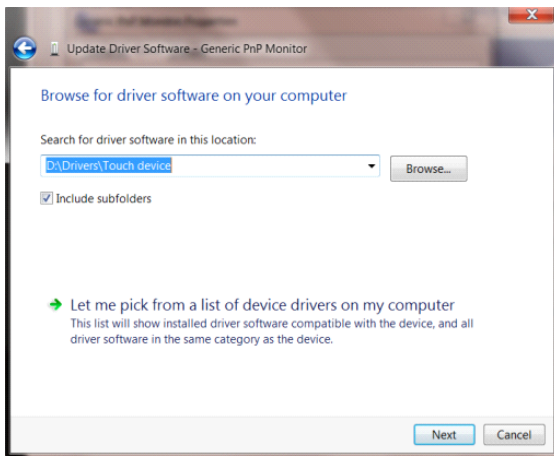 Update Driver Software - Generic PnP Monitor
Browse for driver software on your computer
Search for driver software in this location:
D:\Drivers\Touch device
Browse...
Include subfolders
Let me pick from a list of device drivers on my computer
This list will show installed driver software compatible with the device, and all
driver software in the same category as the device.
Next
Cancel